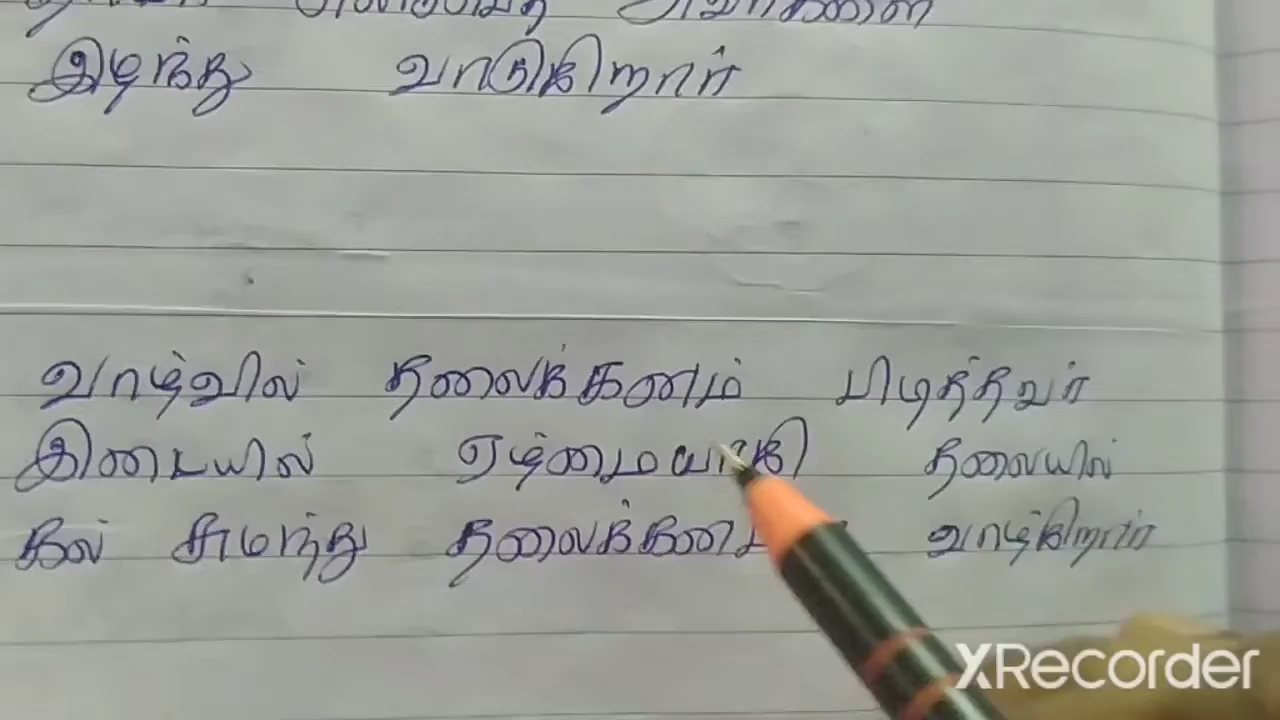 இழந்து வாடுகிறார்
வாழ்வில் தலைக்கனம் பிடித்தவர்
இடையில் ஏழ்மையாகி தலையில்
கல் சுமந்து வாழ்கிறார்
XRecorder